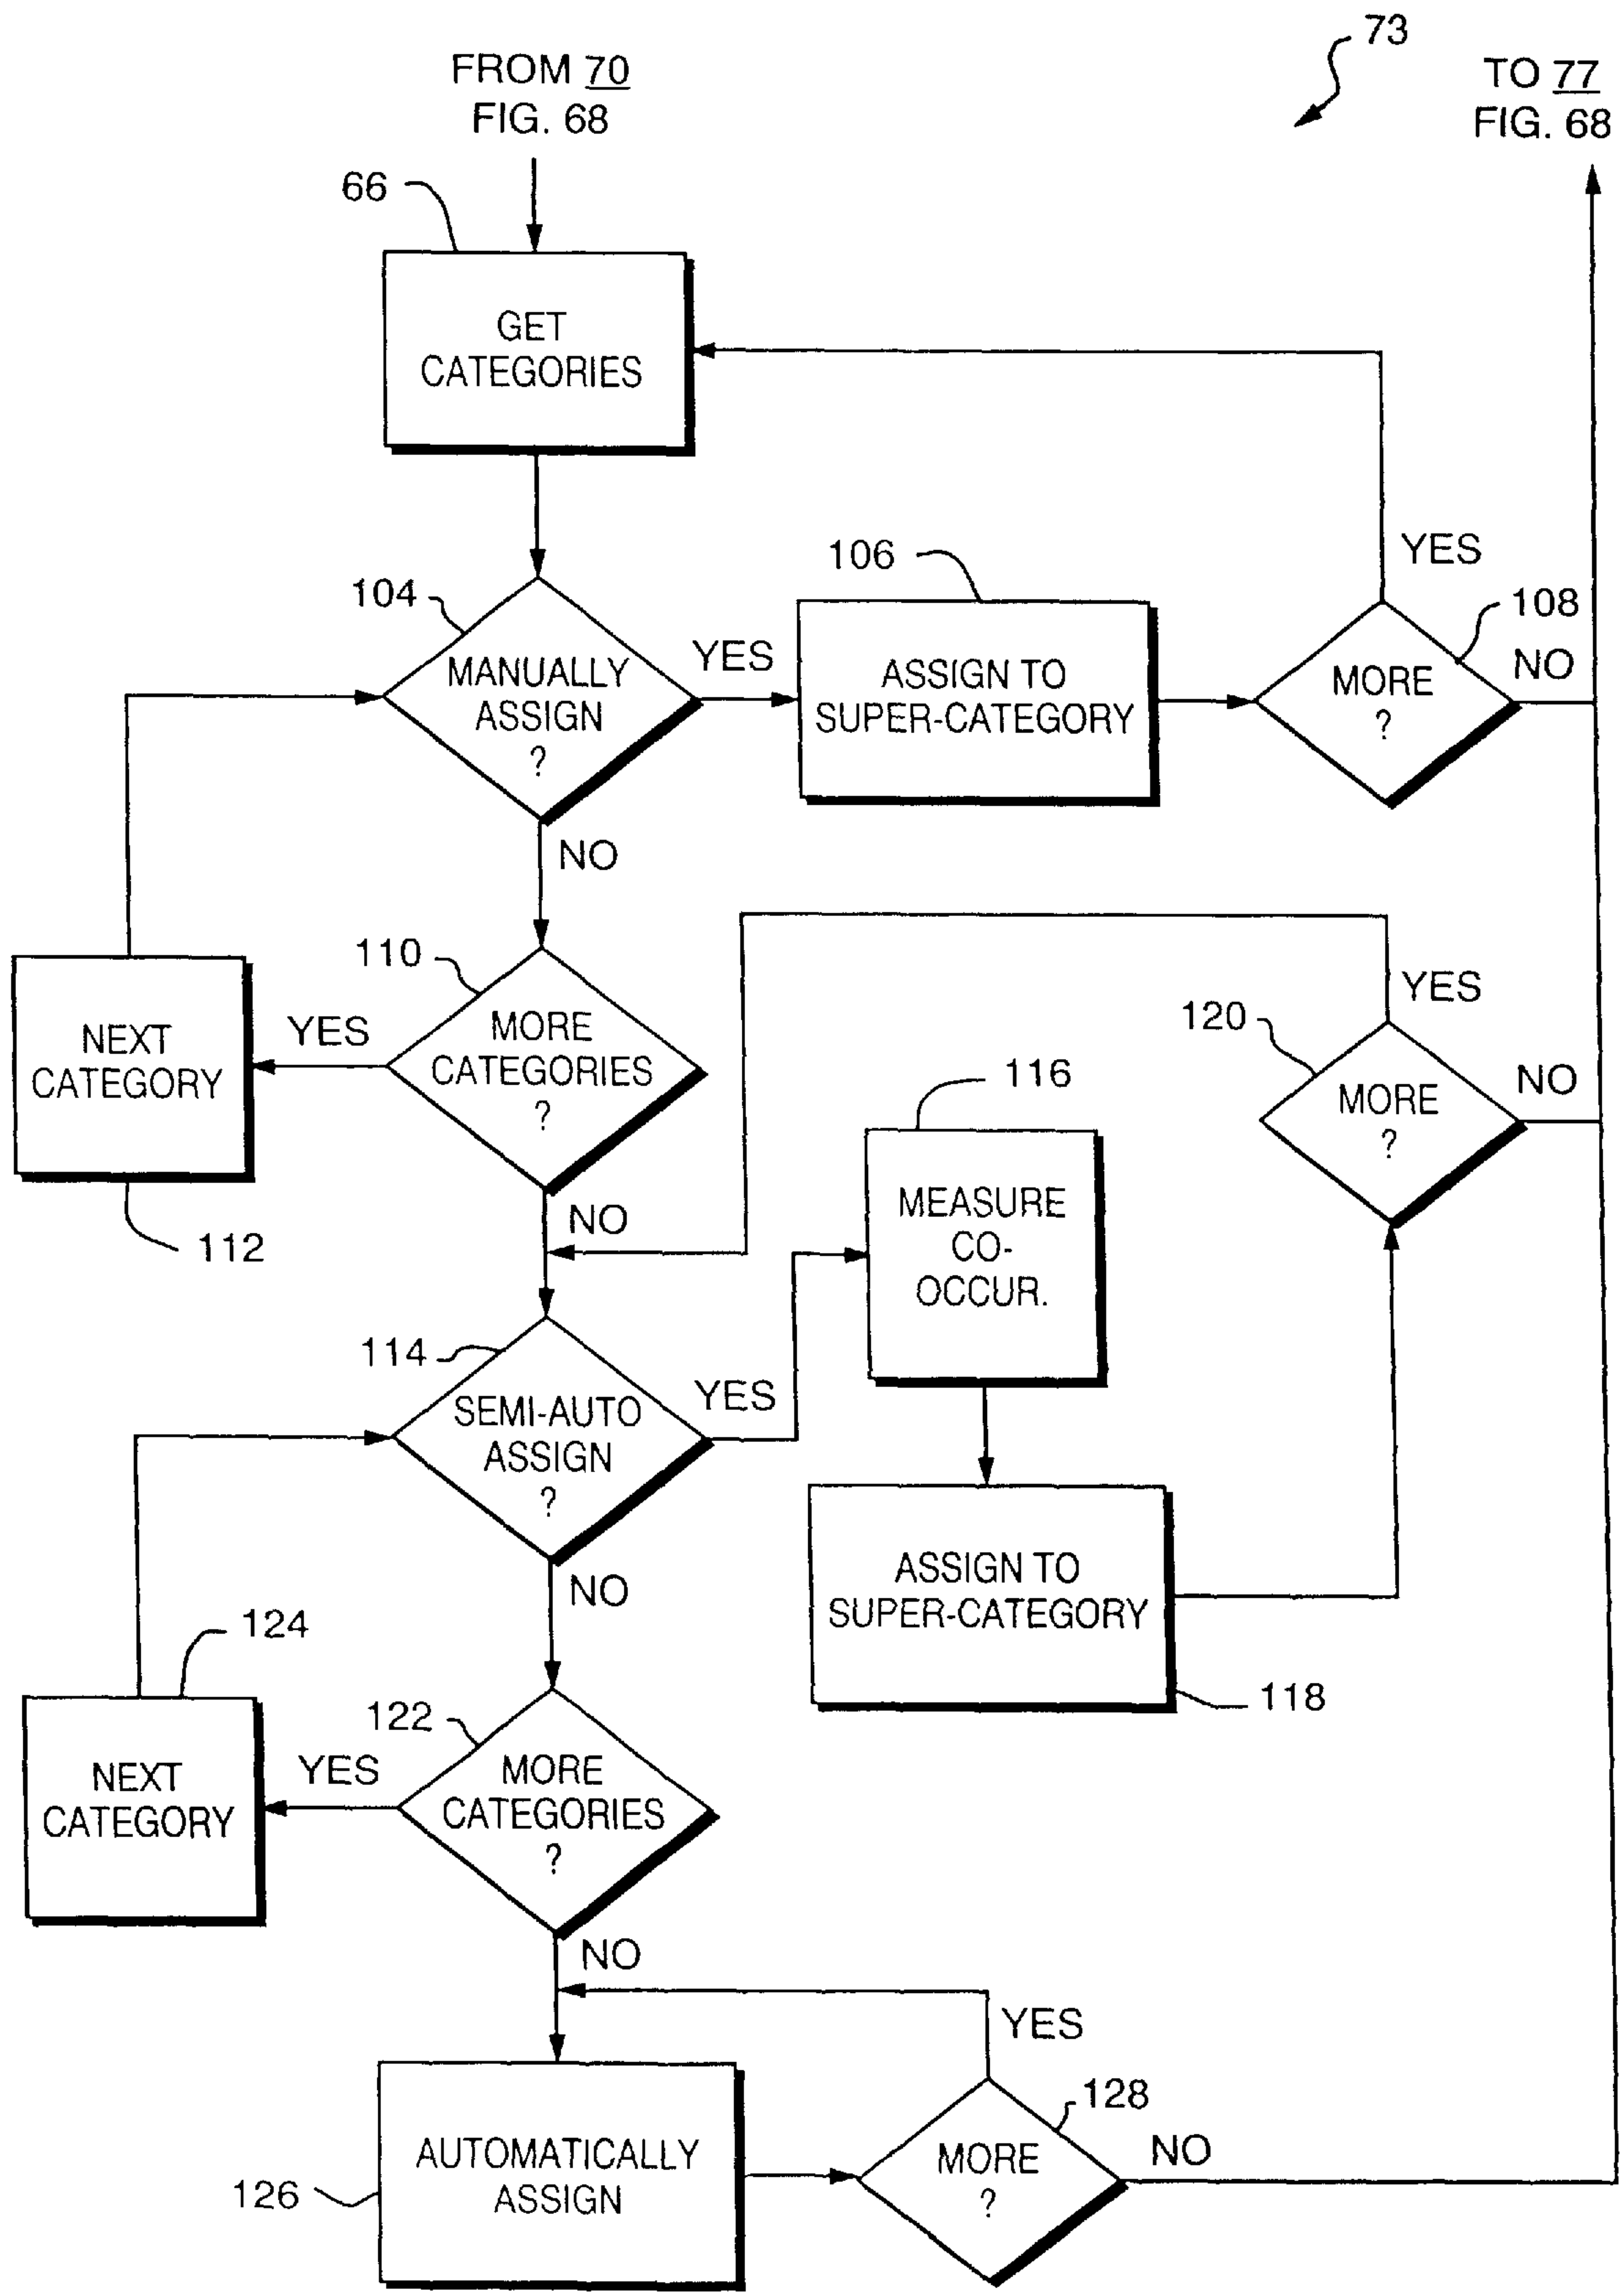 73
FROM 70
FIG. 68
TO 77
FIG. 68
66
GET
CATEGORIES
104
MANUALLY
ASSIGN
?
YES
106
ASSIGN TO
SUPER-CATEGORY
YES
108
MORE
?
NO
NO
110
MORE
CATEGORIES
?
YES
NEXT
CATEGORY
112
NO
116
MEASURE
CO-
OCCUR.
YES
120
MORE
?
NO
114
SEMI-AUTO
ASSIGN
?
YES
ASSIGN TO
SUPER-CATEGORY
118
NO
124
NEXT
CATEGORY
122
MORE
CATEGORIES
?
YES
NO
YES
126
AUTOMATICALLY
ASSIGN
128
MORE
?
NO